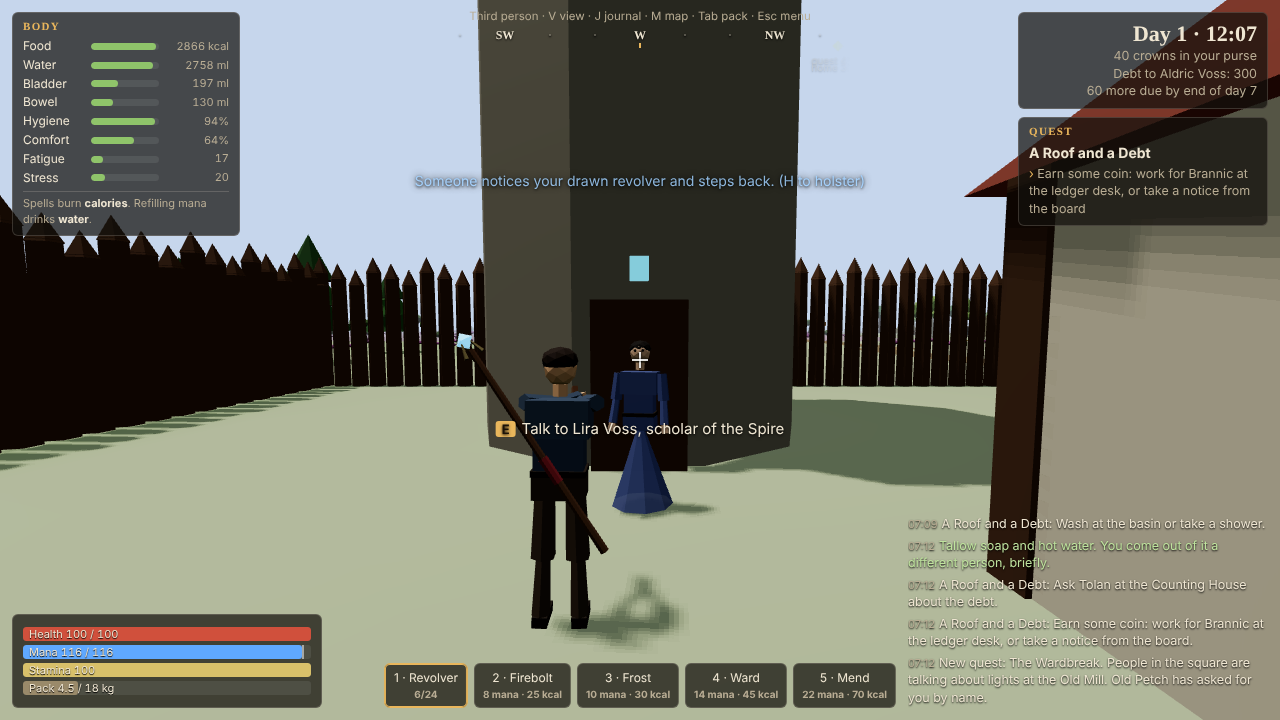 BODY
Food 2866 kcal
Water 2758 ml
Bladder 197 ml
Bowel 130 ml
Hygiene 94%
Comfort 64%
Fatigue 17
Stress 20
Spells burn calories. Refilling mana
drinks water.
Third person · V view · J journal · M map · Tab pack · Esc menu
SW W NW
Day 1 · 12:07
40 crowns in your purse
Debt to Aldric Voss: 300
60 more due by end of day 7
QUEST
A Roof and a Debt
› Earn some coin: work for Brannic at
the ledger desk, or take a notice from
the board
Someone notices your drawn revolver and steps back. (H to holster)
E Talk to Lira Voss, scholar of the Spire
07:09 A Roof and a Debt: Wash at the basin or take a shower.
07:12 Tallow soap and hot water. You come out of it a
different person, briefly.
07:12 A Roof and a Debt: Ask Tolan at the Counting House
about the debt.
07:12 A Roof and a Debt: Earn some coin: work for Brannic at
the ledger desk, or take a notice from the board.
07:12 New quest: The Wardbreak. People in the square are
talking about lights at the Old Mill. Old Petch has asked for
you by name.
Health 100 / 100
Mana 116 / 116
Stamina 100
Pack 4.5 / 18 kg
1 · Revolver
6/24
2 · Firebolt
8 mana · 25 kcal
3 · Frost
10 mana · 30 kcal
4 · Ward
14 mana · 45 kcal
5 · Mend
22 mana · 70 kcal